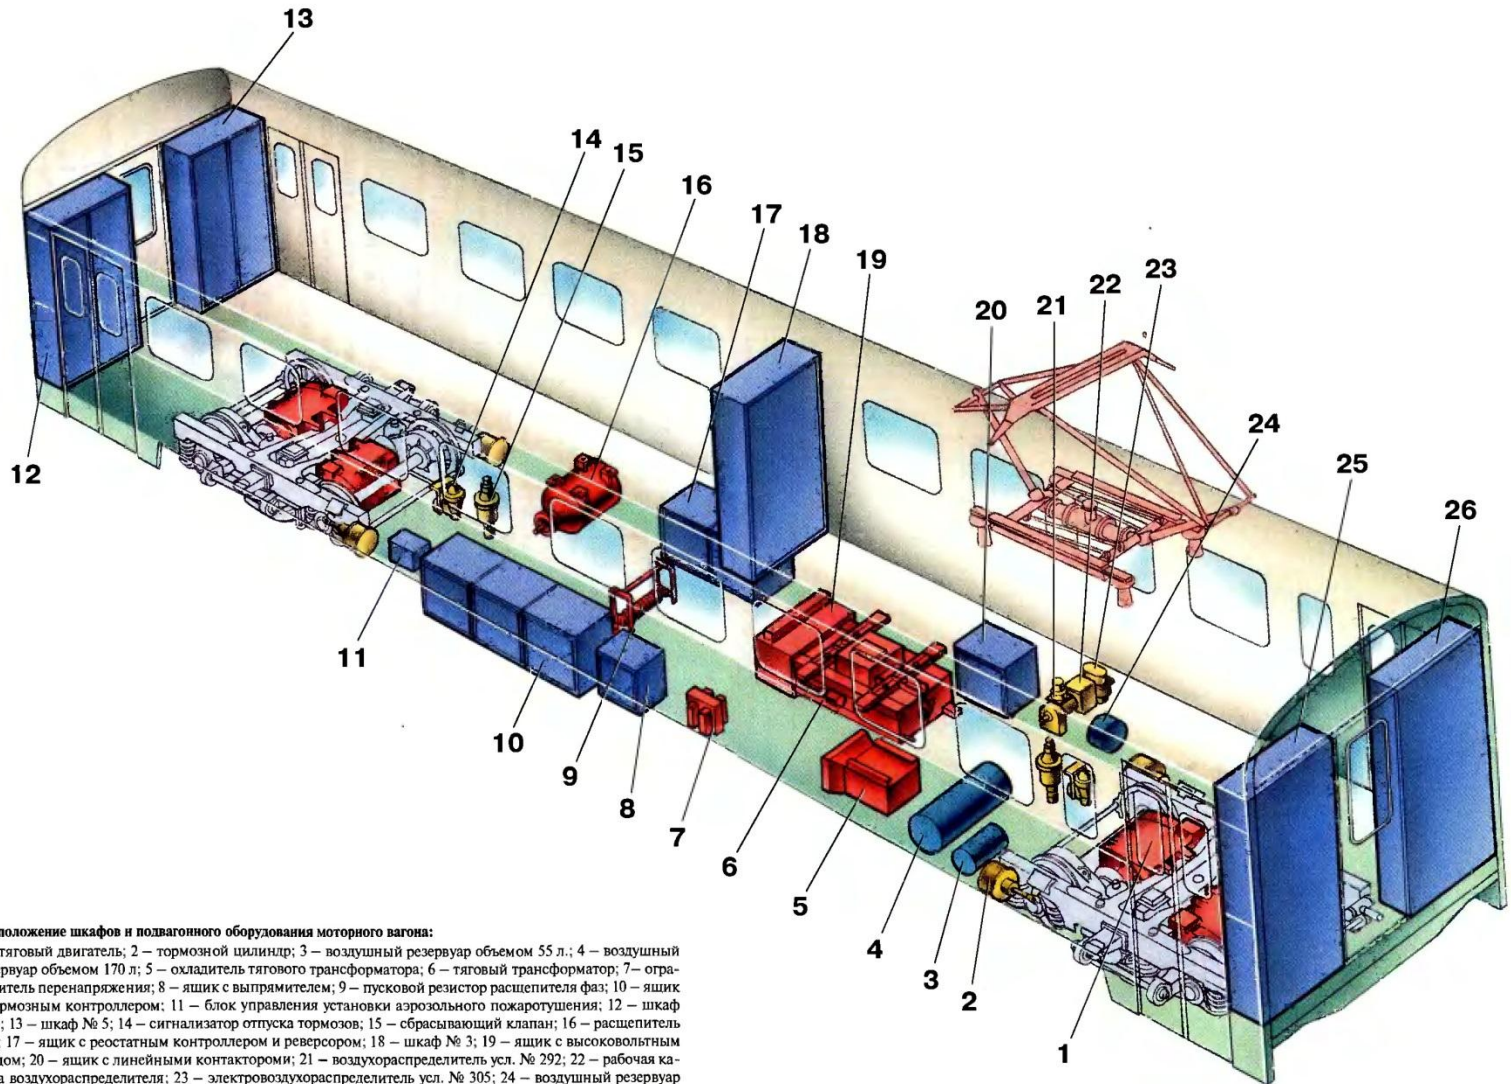 13
14
15
16
17
18
19
20
21
22
23
24
25
26
12
11
10
9
8
7
6
5
4
3
2
1
положение шкафов и подвагонного оборудования моторного вагона:
тяговый двигатель; 2 – тормозной цилиндр; 3 – воздушный резервуар объемом 55 л.; 4 – воздушный
рвуар объемом 170 л; 5 – охладитель тягового трансформатора; 6 – тяговый трансформатор; 7– огра-
итель перенапряжения; 8 – ящик с выпрямителем; 9 – пусковой резистор расщепителя фаз; 10 – ящик
рмозным контроллером; 11 – блок управления установки аэрозольного пожаротушения; 12 – шкаф
; 13 – шкаф № 5; 14 – сигнализатор отпуска тормозов; 15 – сбрасывающий клапан; 16 – расщепитель
; 17 – ящик с реостатным контроллером и реверсором; 18 – шкаф № 3; 19 – ящик с высоковольтным
дом; 20 – ящик с линейными контактороми; 21 – воздухораспределитель усл. № 292; 22 – рабочая ка-
а воздухораспределителя; 23 – электровоздухораспределитель усл. № 305; 24 – воздушный резервуар